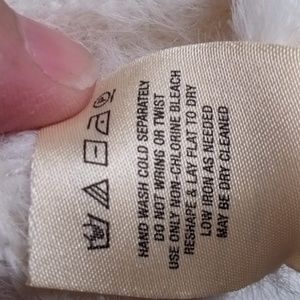 HAND WASH COLD SEPARATELY
DO NOT WRING OR TWIST
USE ONLY NON-CHLORINE BLEACH
RESHAPE & LAY FLAT TO DRY
LOW IRON AS NEEDED
MAY BE DRY CLEANED